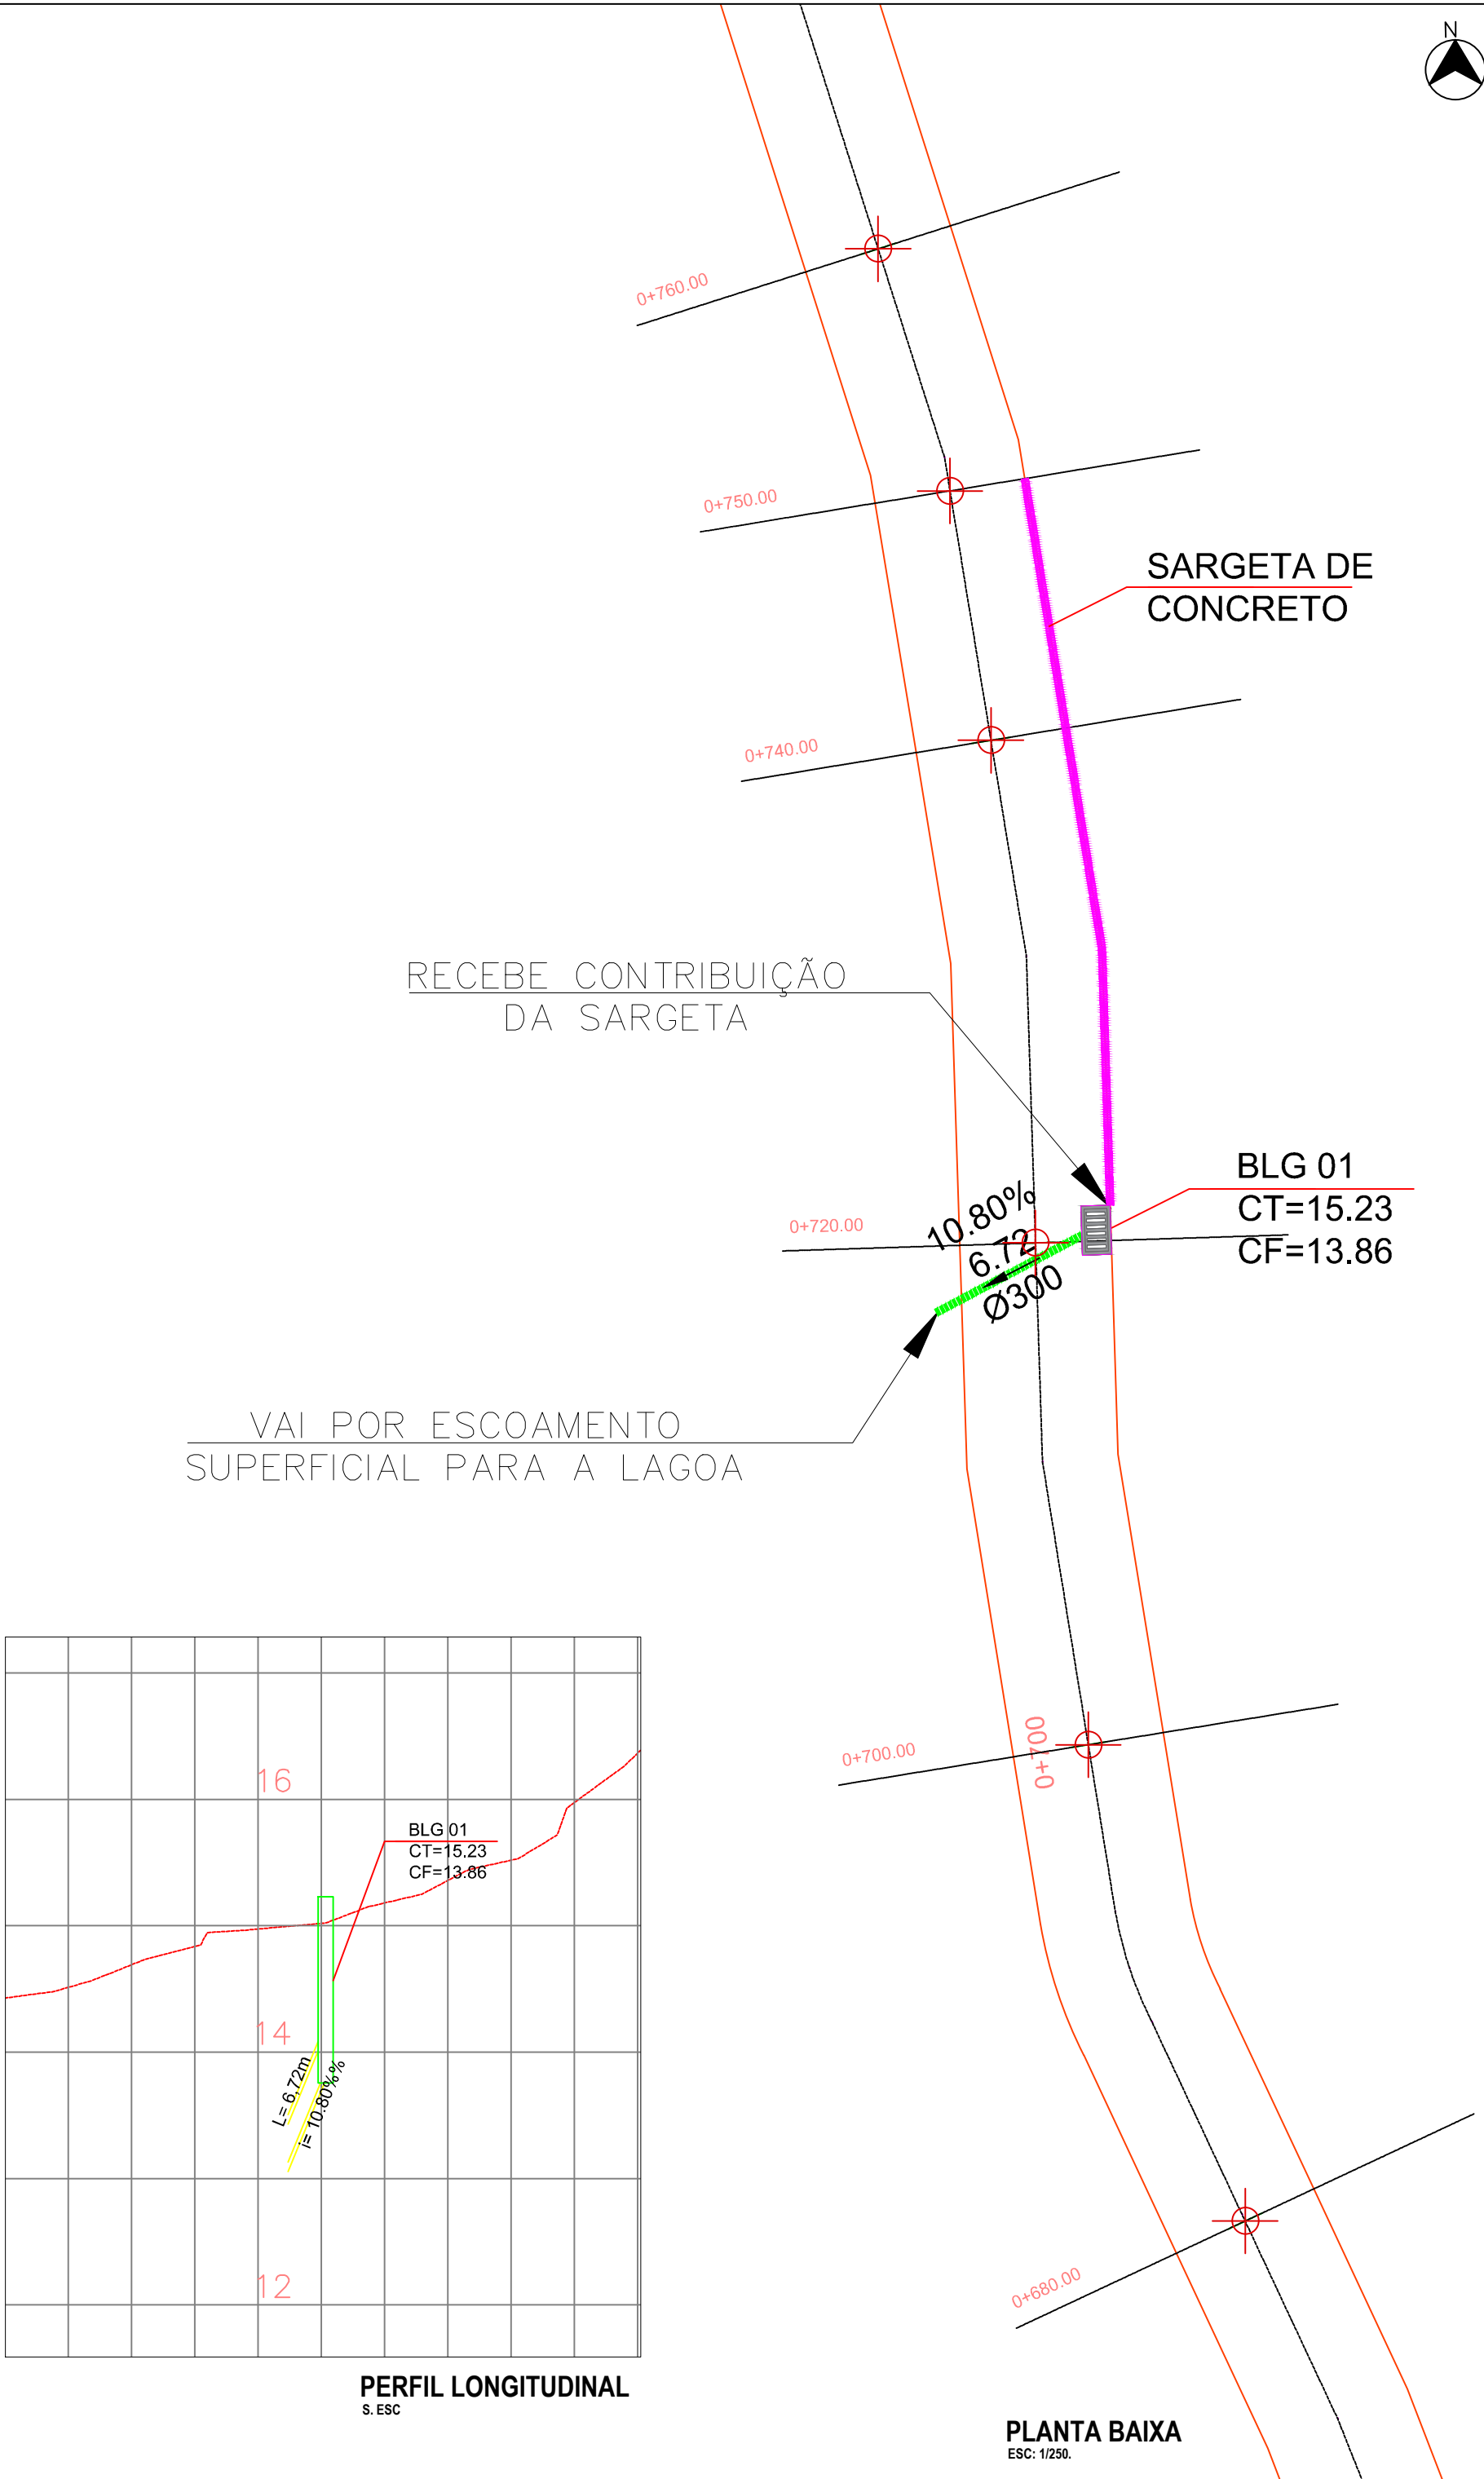 N
0+760.00
0+750.00
SARGETA DE
CONCRETO
0+740.00
RECEBE CONTRIBUIÇÃO
DA SARGETA
BLG 01
CT=15.23
CF=13.86
0+720.00
10.80%
6.72
Ø300
VAI POR ESCOAMENTO
SUPERFICIAL PARA A LAGOA
0+700.00
0+700
0+680.00
16
BLG 01
CT=15.23
CF=13.86
14
L= 6,72m
i= 10.80%%
12
PERFIL LONGITUDINAL
S. ESC
PLANTA BAIXA
ESC: 1/250.